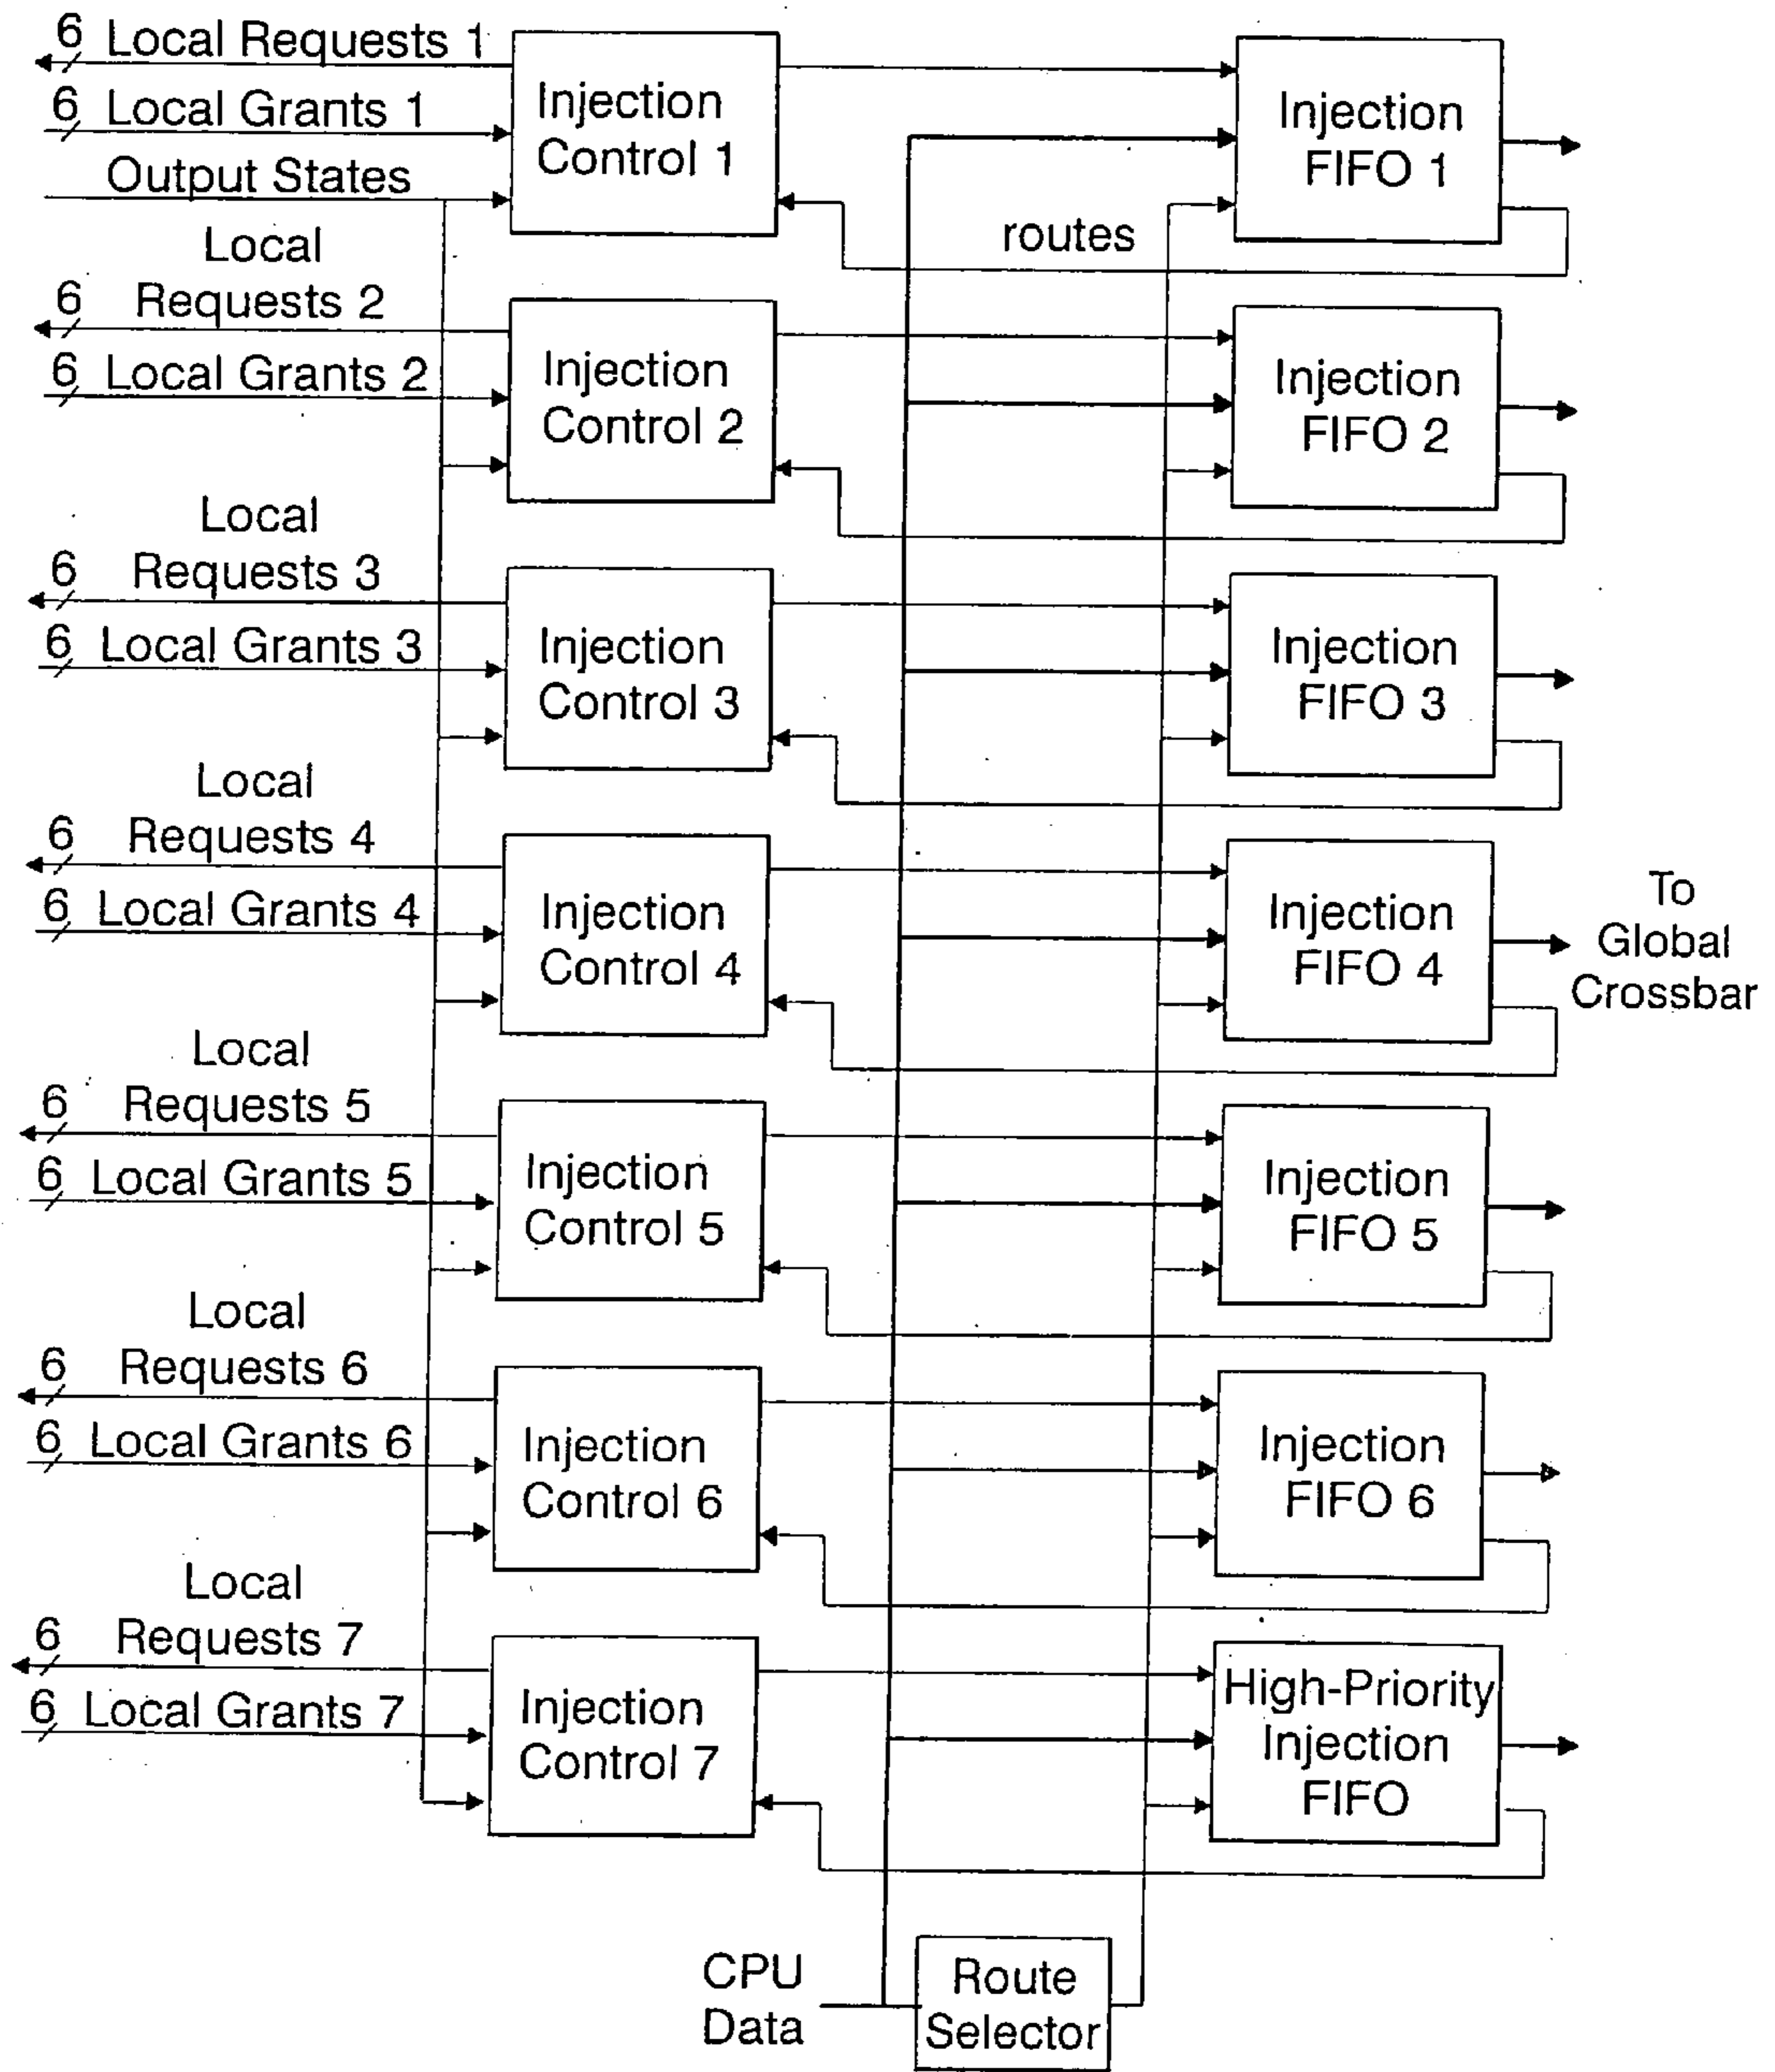 6 Local Requests 1
6 Local Grants 1
Output States
Injection
Control 1
Injection
FIFO 1
routes
Local
6 Requests 2
6 Local Grants 2
Injection
Control 2
Injection
FIFO 2
Local
6 Requests 3
6 Local Grants 3
Injection
Control 3
Injection
FIFO 3
Local
6 Requests 4
6 Local Grants 4
Injection
Control 4
Injection
FIFO 4
To
Global
Crossbar
Local
6 Requests 5
6 Local Grants 5
Injection
Control 5
Injection
FIFO 5
Local
6 Requests 6
6 Local Grants 6
Injection
Control 6
Injection
FIFO 6
Local
6 Requests 7
6 Local Grants 7
Injection
Control 7
High-Priority
Injection
FIFO
CPU
Data
Route
Selector